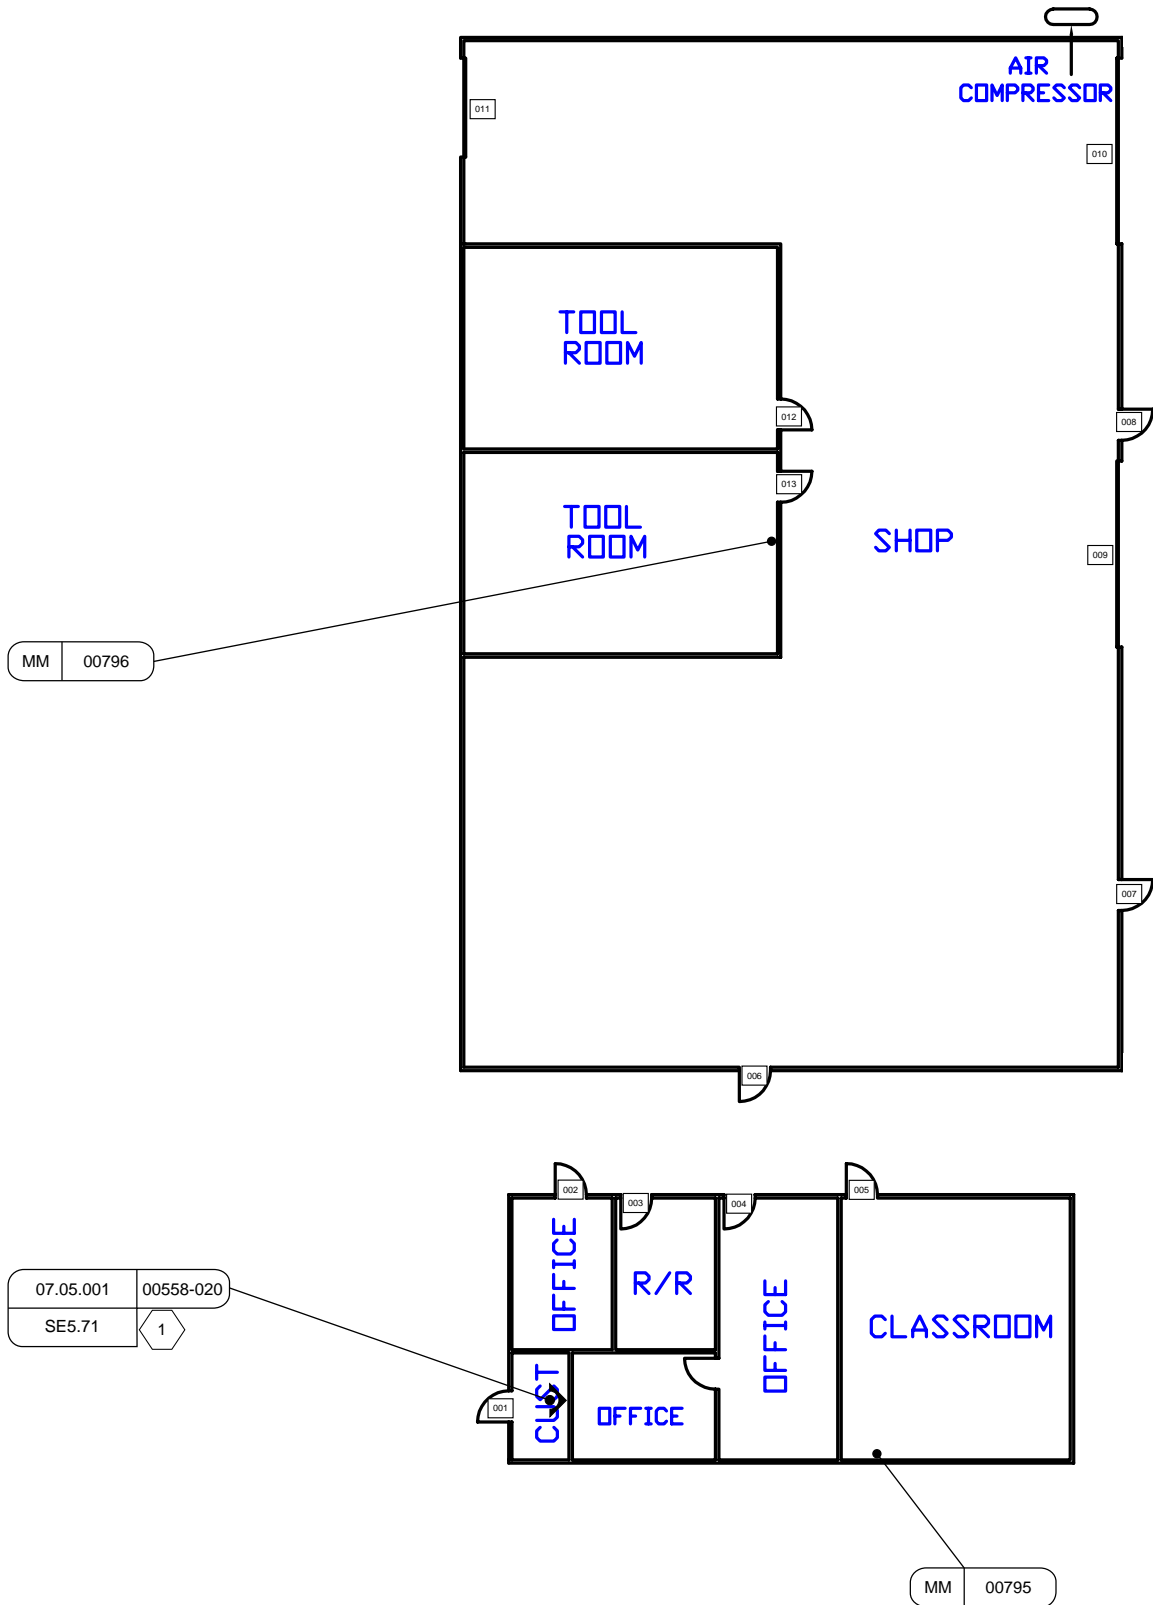 AIR
COMPRESSOR
011
010
TOOL
ROOM
012
008
013
TOOL
ROOM
SHOP
009
MM 00796
007
006
002
003
004
005
OFFICE
R/R
OFFICE
CLASSROOM
07.05.001 00558-020
SE5.71 1
CUST
001
OFFICE
MM 00795